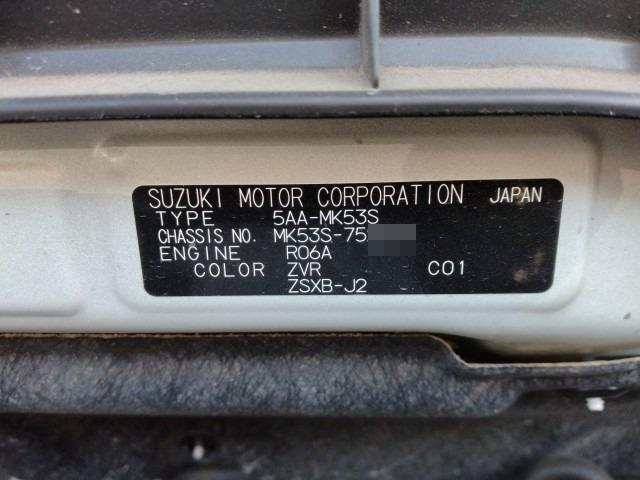 SUZUKI MOTOR CORPORATION JAPAN
TYPE 5AA-MK53S
CHASSIS NO. MK53S-75
ENGINE R06A
COLOR ZVR C01
ZSXB-J2